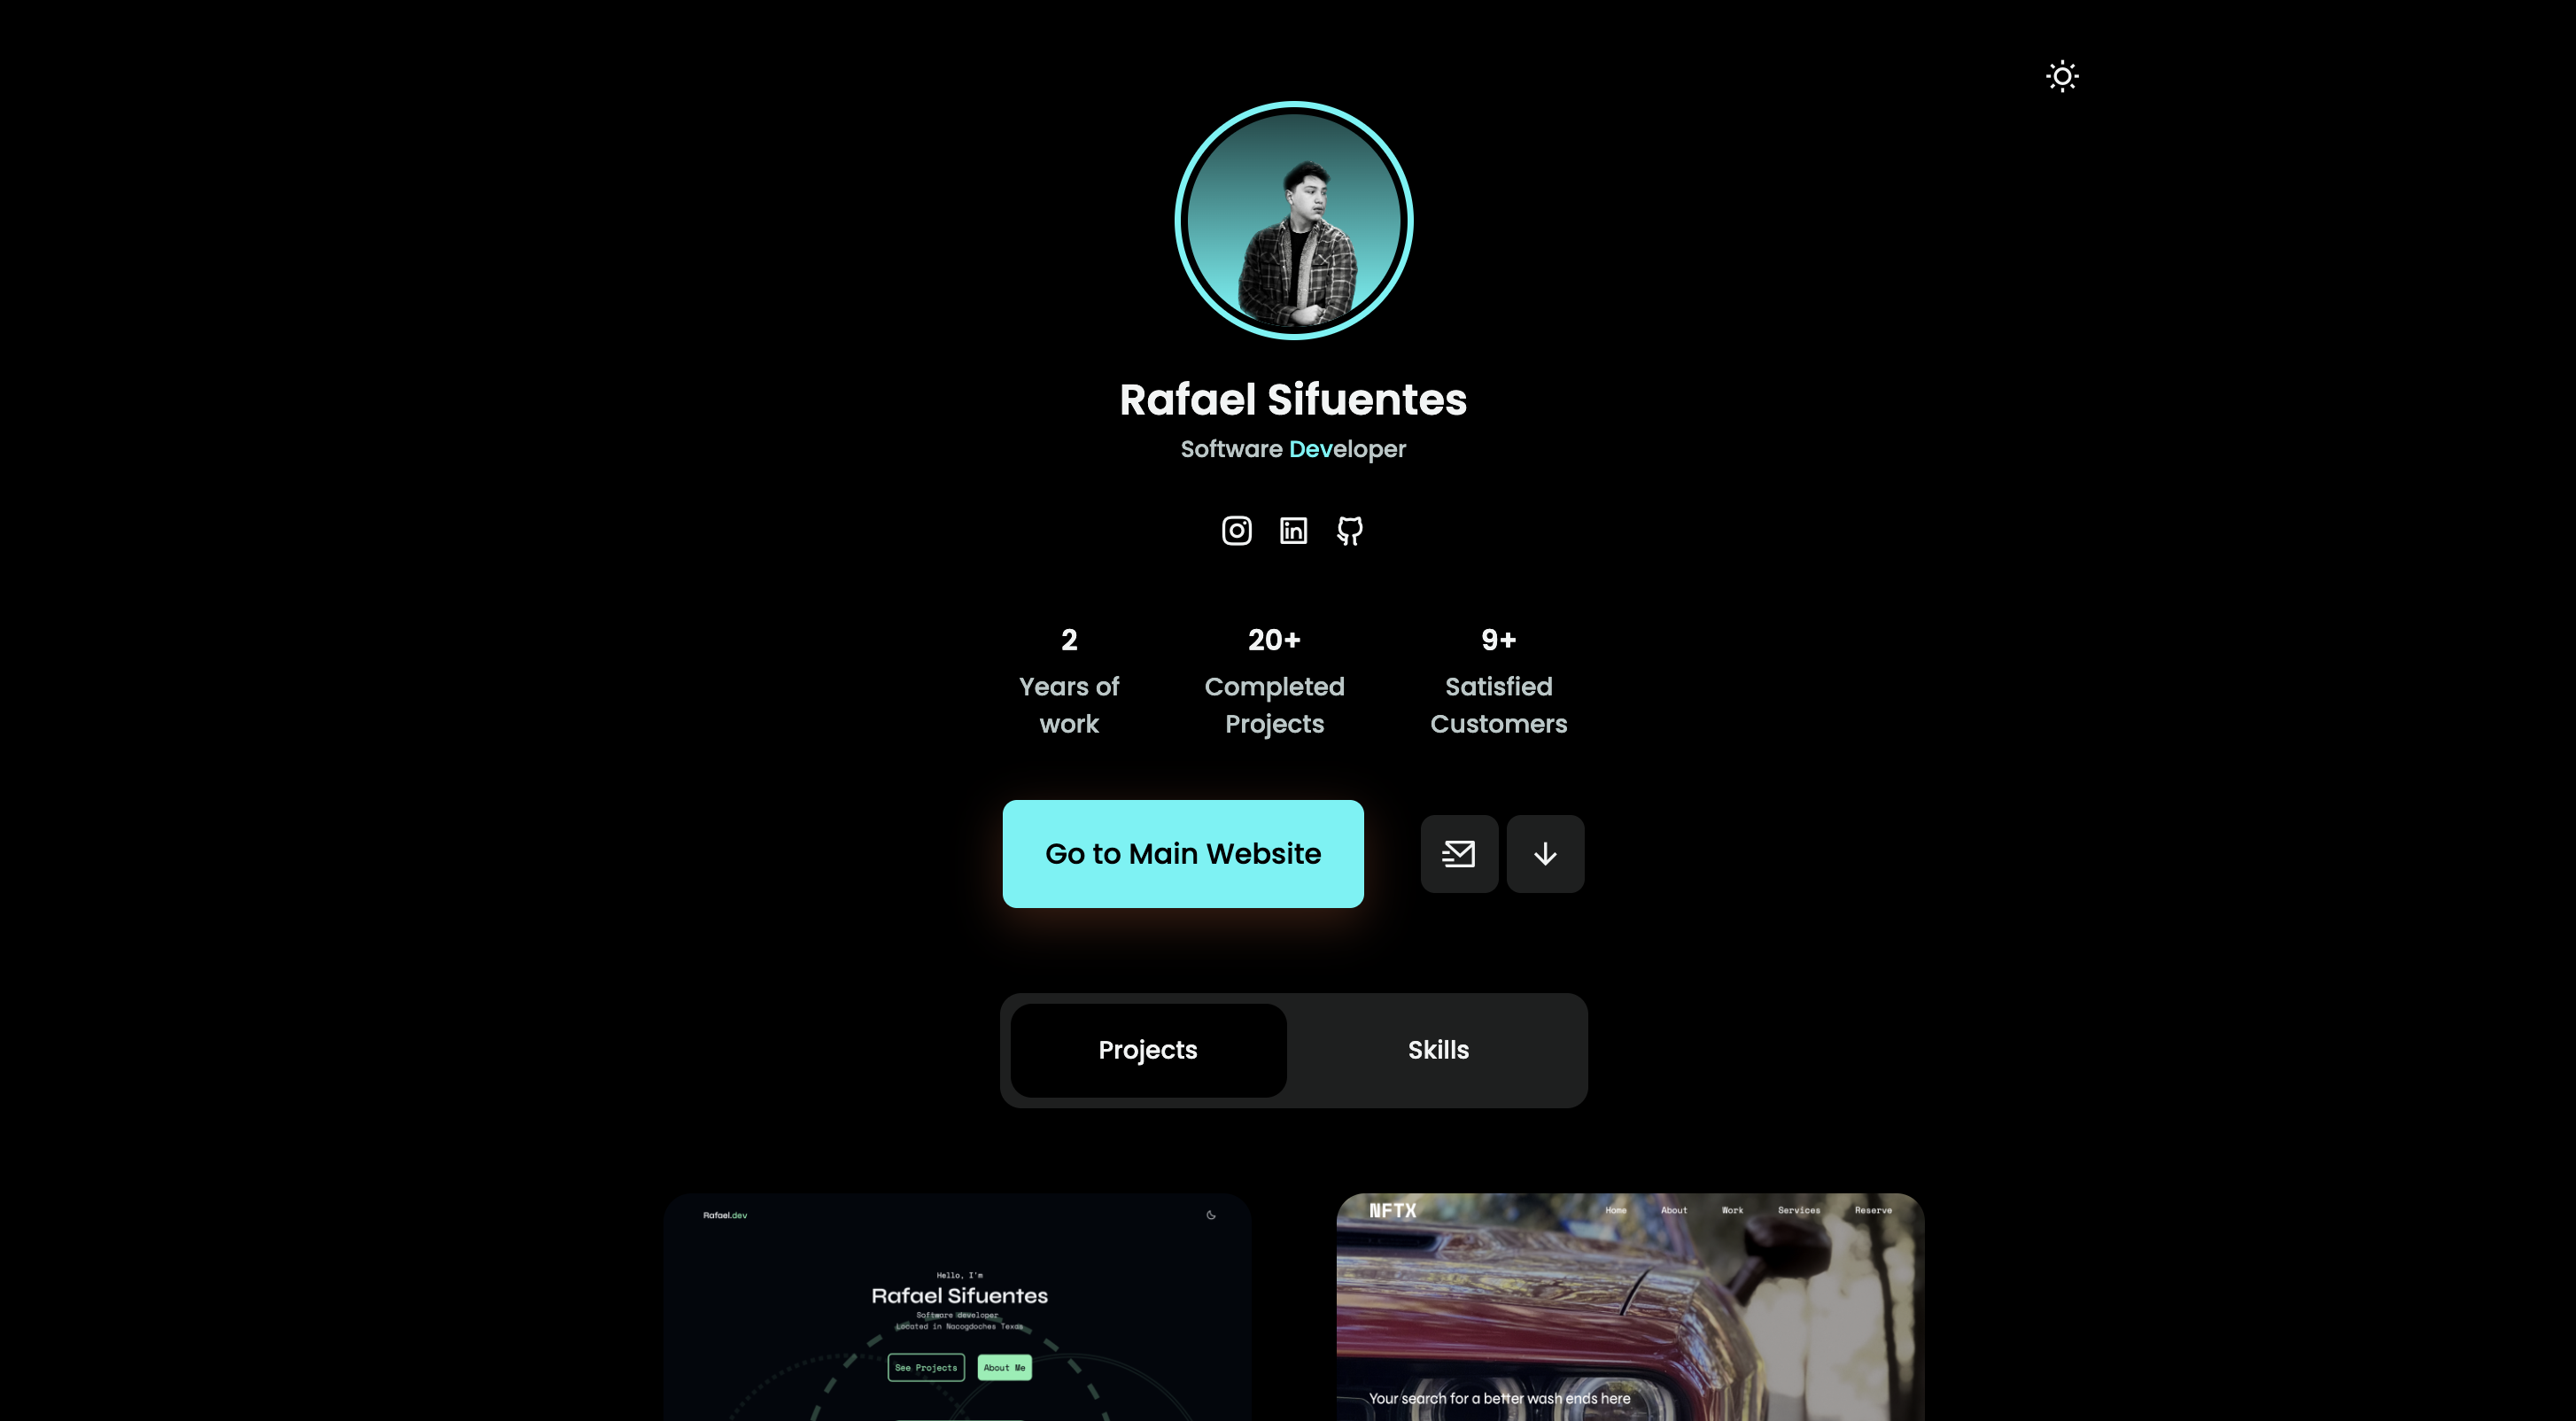 Rafael Sifuentes
Software Developer
2
Years of
work
20+
Completed
Projects
9+
Satisfied
Customers
Go to Main Website
Projects
Skills
Rafael.dev
Hello, I'm
Rafael Sifuentes
Software developer
Located in Nacogdoches Texas
See Projects
About Me
NFTX
Home
About
Work
Services
Reserve
Your search for a better wash ends here